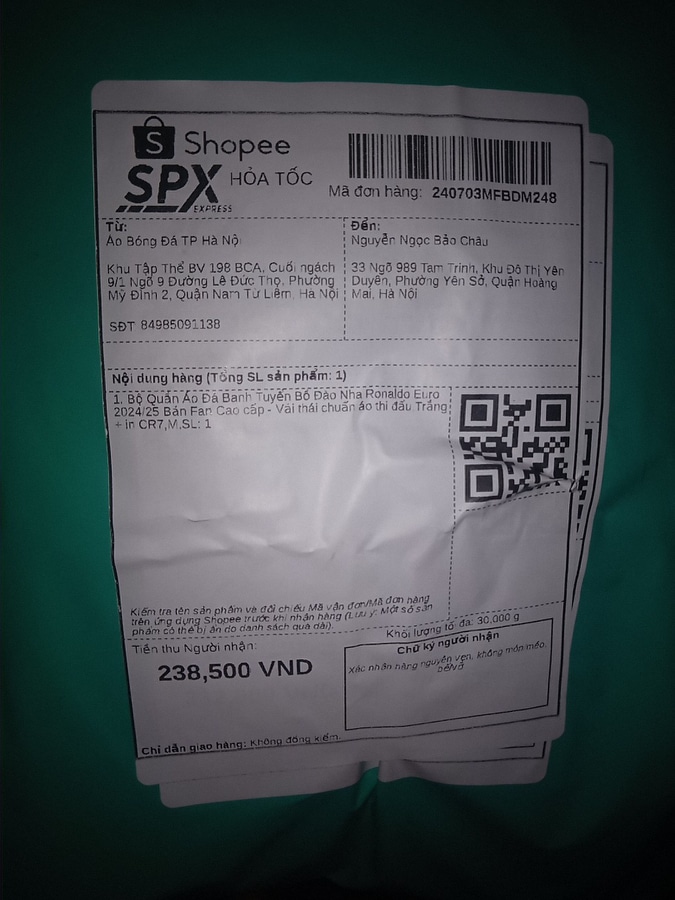 Shopee
SPX
EXPRESS
HỎA TỐC
Mã đơn hàng: 240703MFBDM248
Từ:
Áo Bóng Đá TP Hà Nội
Khu Tập Thể BV 198 BCA, Cuối ngách
9/1 Ngõ 9 Đường Lê Đức Thọ, Phường
Mỹ Đình 2, Quận Nam Từ Liêm, Hà Nội
SĐT 84985091138
Đến:
Nguyễn Ngọc Bảo Châu
33 Ngõ 989 Tam Trinh, Khu Đô Thị Yên
Duyên, Phường Yên Sở, Quận Hoàng
Mai, Hà Nội
Nội dung hàng (Tổng SL sản phẩm: 1)
1. Bộ Quần Áo Đá Banh Tuyển Bồ Đào Nha Ronaldo Euro
2024/25 Bản Fan Cao cấp - Vải thái chuẩn áo thi đấu Trắng
+ in CR7,M,SL: 1
Kiểm tra tên sản phẩm và đối chiếu Mã vận đơn/Mã đơn hàng
trên ứng dụng Shopee trước khi nhận hàng (Lưu ý: Một số sản
phẩm có thể bị ẩn do danh sách quá dài).
Tiền thu Người nhận:
238,500 VND
Khối lượng tối đa: 30,000 g
Chữ ký người nhận
Xác nhận hàng nguyên vẹn, không móp méo,
bể/vỡ
Chỉ dẫn giao hàng: Không đồng kiểm.